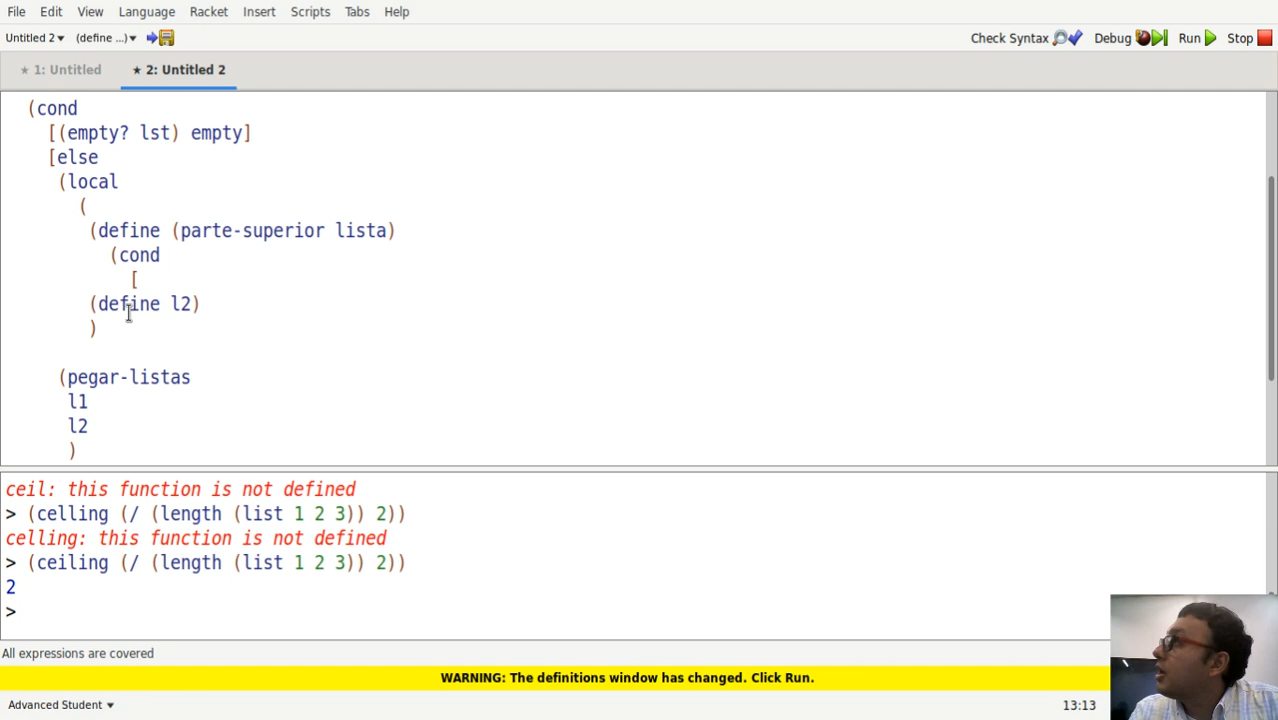 File Edit View Language Racket Insert Scripts Tabs Help
Untitled 2 (define ...) Check Syntax Debug Run Stop
★ 1: Untitled ★ 2: Untitled 2
(cond
[(empty? lst) empty]
[else
(local
(
(define (parte-superior lista)
(cond
[
(define l2)
)
(pegar-listas
l1
l2
)
ceil: this function is not defined
> (celling (/ (length (list 1 2 3)) 2))
celling: this function is not defined
> (ceiling (/ (length (list 1 2 3)) 2))
2
>
All expressions are covered
WARNING: The definitions window has changed. Click Run.
Advanced Student 13:13